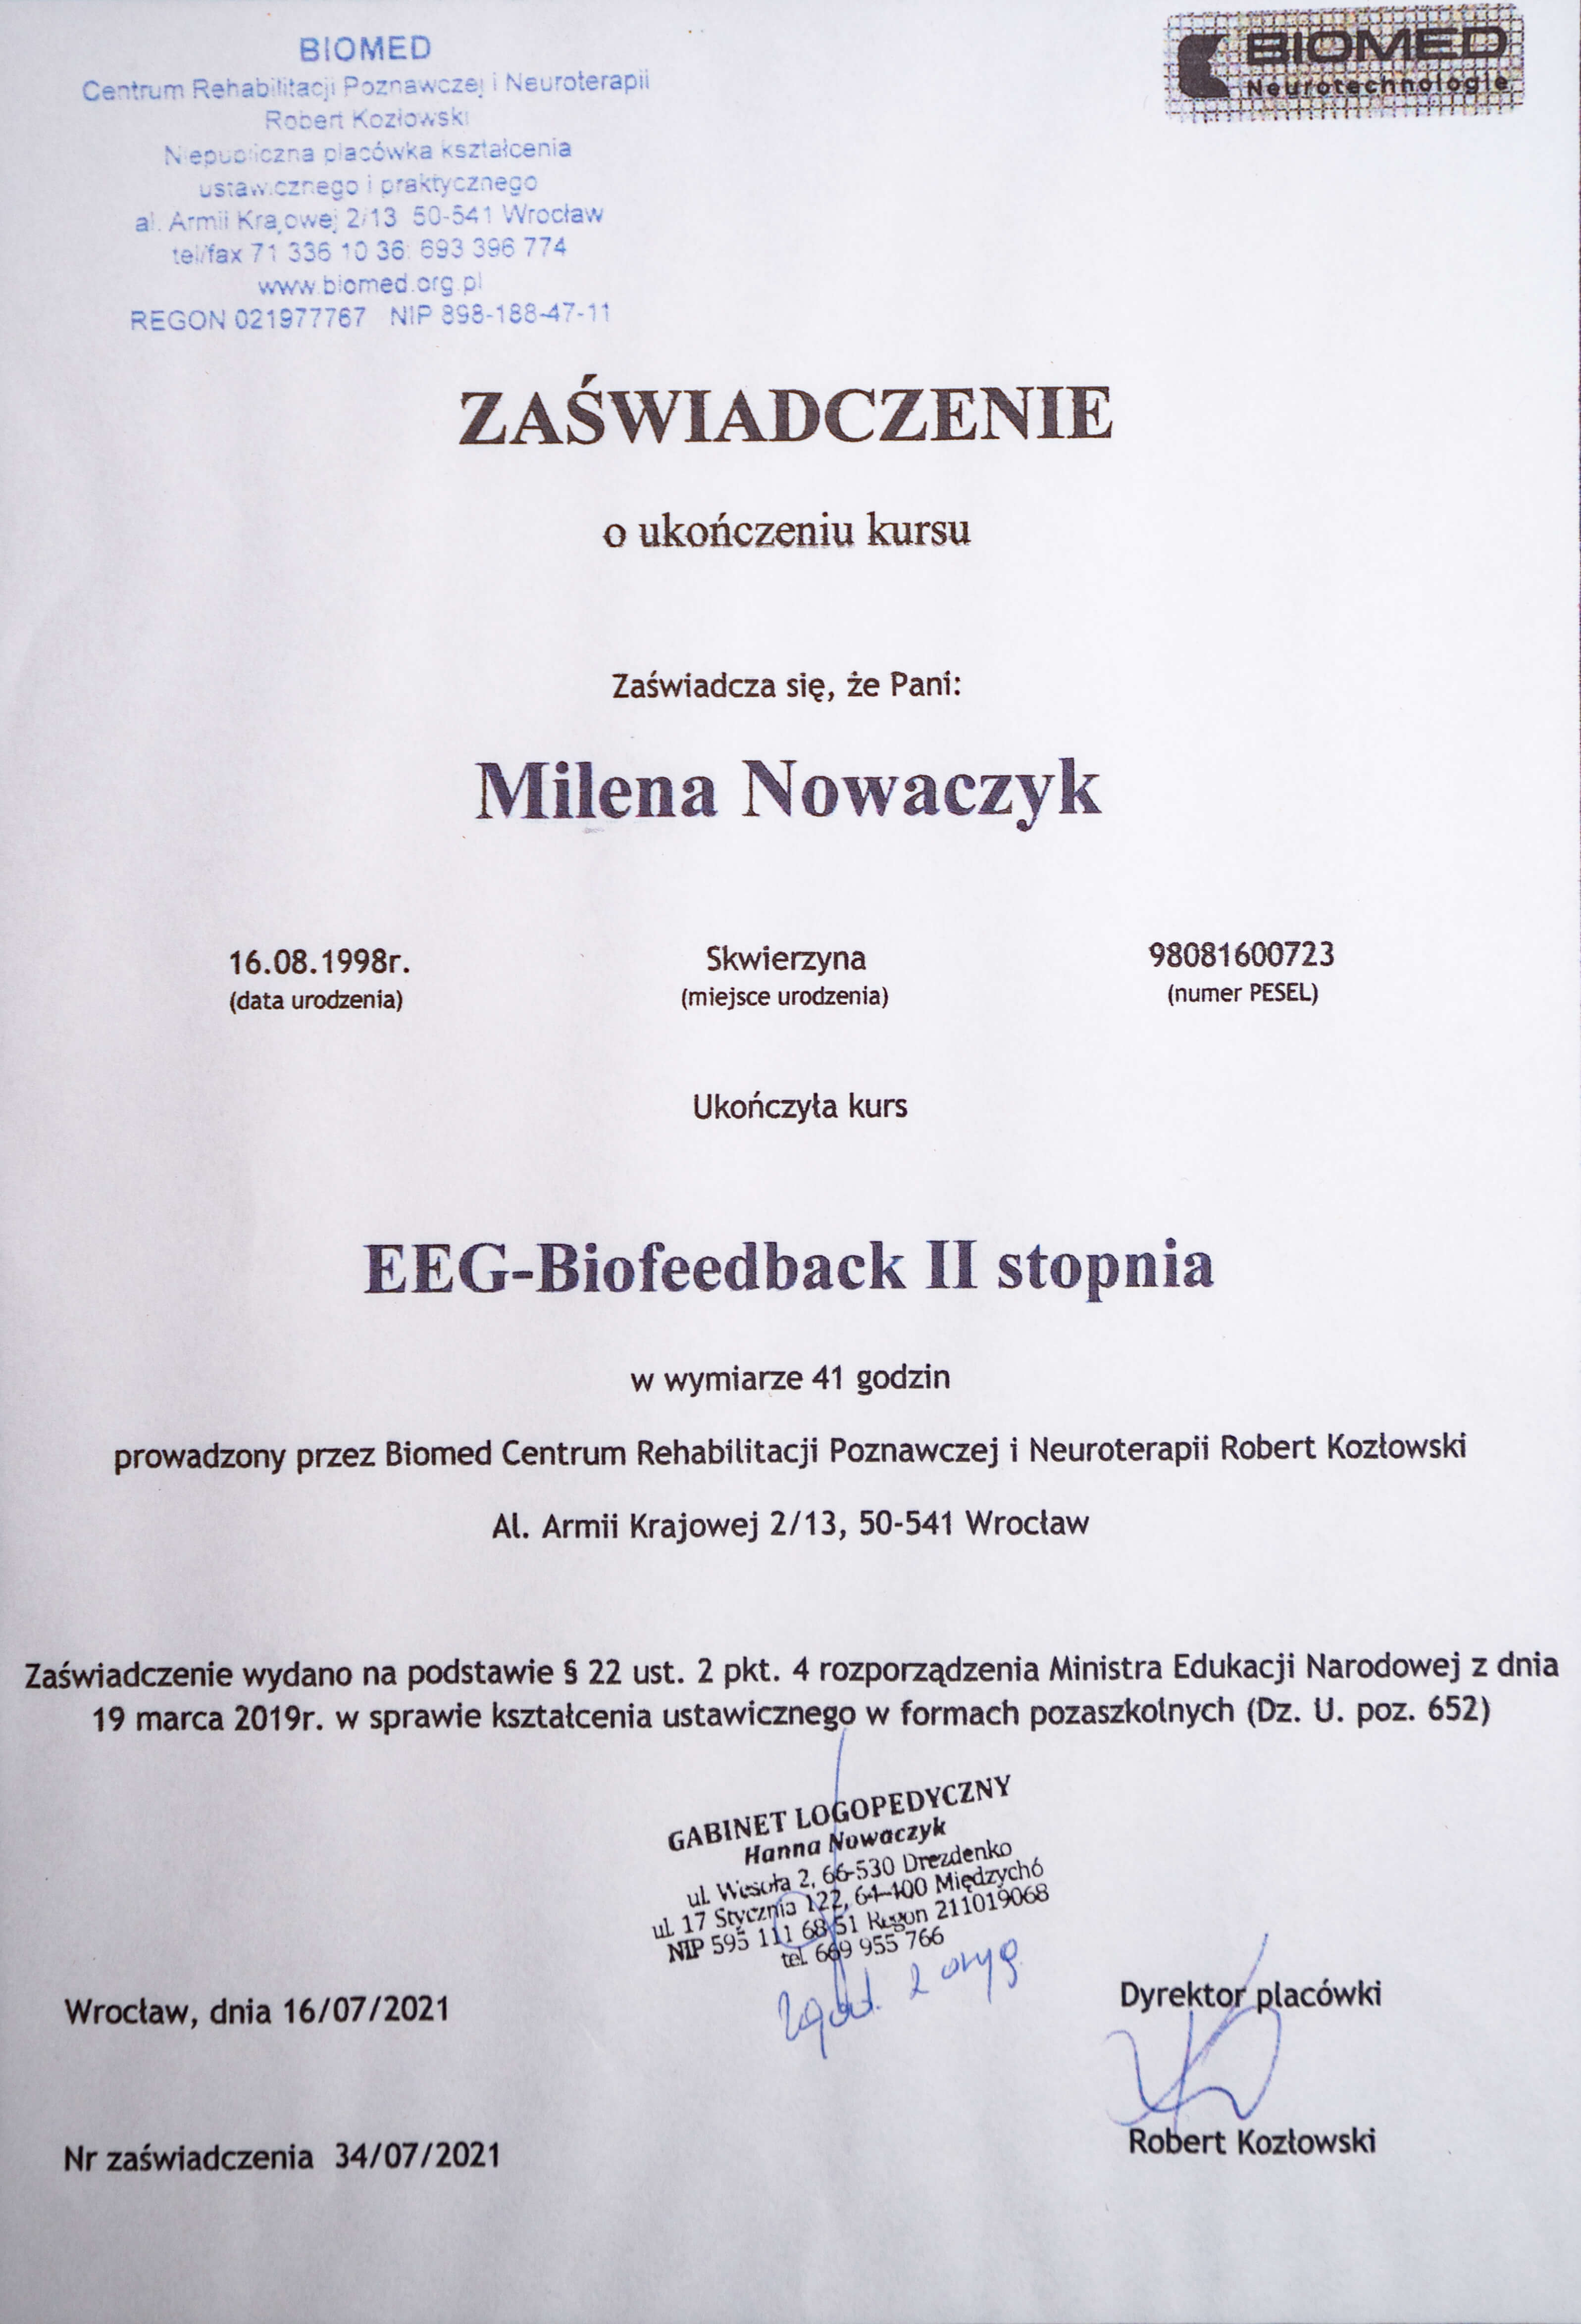 BIOMED
Centrum Rehabilitacji Poznawczej i Neuroterapii
Robert Kozłowski
Niepubliczna placówka kształcenia
ustawicznego i praktycznego
al. Armii Krajowej 2/13 50-541 Wrocław
tel/fax 71 336 10 36; 693 396 774
www.biomed.org.pl
REGON 021977767 NIP 898-188-47-11
BIOMED
Neurotechnologie
ZAŚWIADCZENIE
o ukończeniu kursu
Zaświadcza się, że Pani:
Milena Nowaczyk
16.08.1998r. Skwierzyna 98081600723
(data urodzenia) (miejsce urodzenia) (numer PESEL)
Ukończyła kurs
EEG-Biofeedback II stopnia
w wymiarze 41 godzin
prowadzony przez Biomed Centrum Rehabilitacji Poznawczej i Neuroterapii Robert Kozłowski
Al. Armii Krajowej 2/13, 50-541 Wrocław
Zaświadczenie wydano na podstawie § 22 ust. 2 pkt. 4 rozporządzenia Ministra Edukacji Narodowej z dnia
19 marca 2019r. w sprawie kształcenia ustawicznego w formach pozaszkolnych (Dz. U. poz. 652)
GABINET LOGOPEDYCZNY
Hanna Nowaczyk
ul. Wesoła 2, 66-530 Drezdenko
ul. 17 Stycznia 122, 64-400 Międzychó
NIP 595 111 68 51 Regon 211019068
tel. 669 955 766
zgod. z oryg.
Wrocław, dnia 16/07/2021
Dyrektor placówki
Robert Kozłowski
Nr zaświadczenia 34/07/2021